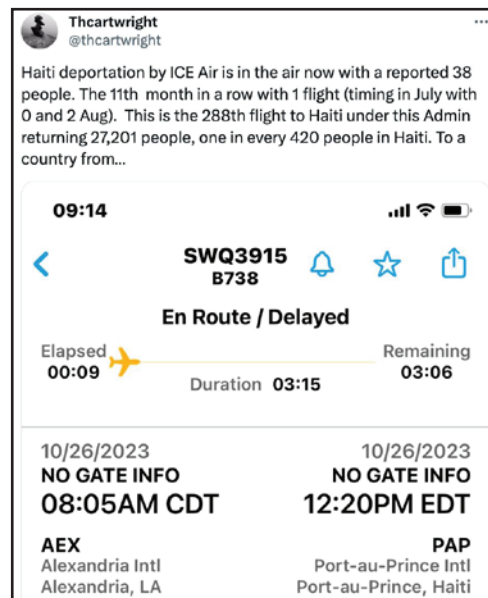 Thcartwright
@thcartwright
Haiti deportation by ICE Air is in the air now with a reported 38
people. The 11th month in a row with 1 flight (timing in July with
0 and 2 Aug). This is the 288th flight to Haiti under this Admin
returning 27,201 people, one in every 420 people in Haiti. To a
country from...
09:14
SWQ3915
B738
En Route / Delayed
Elapsed Remaining
00:09 03:06
Duration 03:15
10/26/2023 10/26/2023
NO GATE INFO NO GATE INFO
08:05AM CDT 12:20PM EDT
AEX PAP
Alexandria Intl Port-au-Prince Intl
Alexandria, LA Port-au-Prince, Haiti